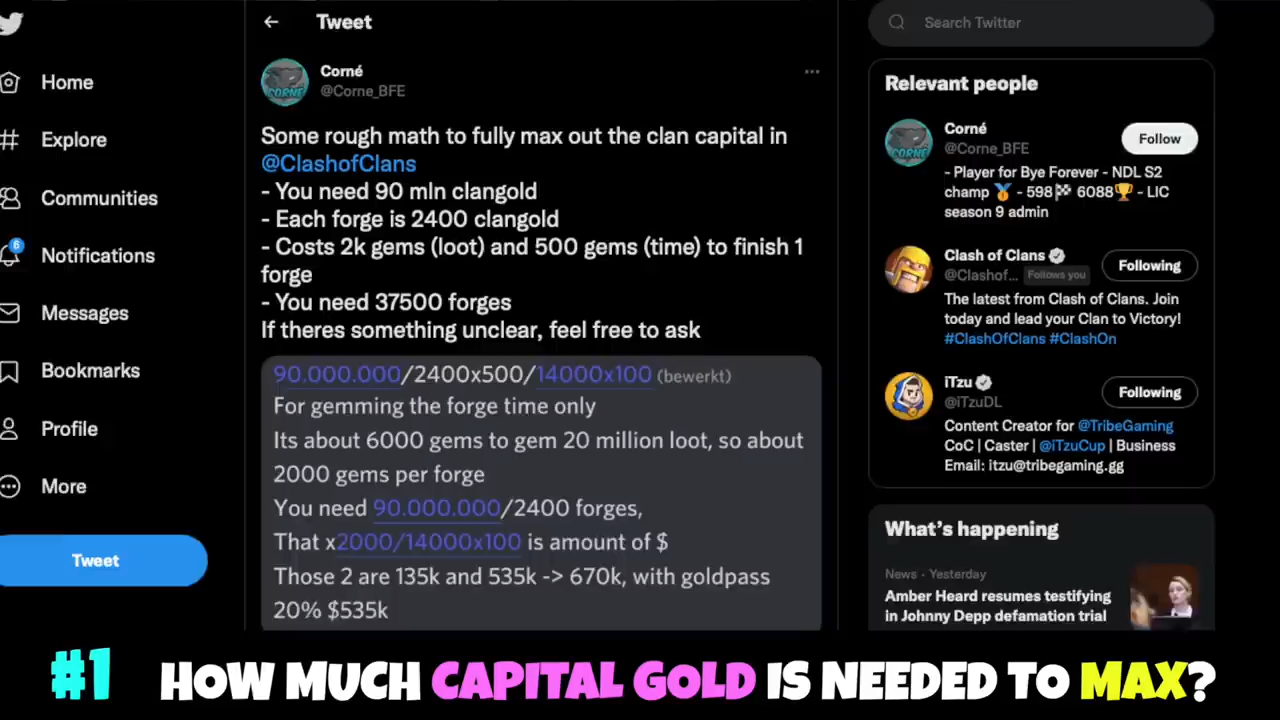 Home
Explore
Communities
6
Notifications
Messages
Bookmarks
Profile
More
Tweet
Tweet
Corné
@Corne_BFE
Some rough math to fully max out the clan capital in
@ClashofClans
- You need 90 mln clangold
- Each forge is 2400 clangold
- Costs 2k gems (loot) and 500 gems (time) to finish 1
forge
- You need 37500 forges
If theres something unclear, feel free to ask
90.000.000/2400x500/14000x100 (bewerkt)
For gemming the forge time only
Its about 6000 gems to gem 20 million loot, so about
2000 gems per forge
You need 90.000.000/2400 forges,
That x2000/14000x100 is amount of $
Those 2 are 135k and 535k -> 670k, with goldpass
20% $535k
Search Twitter
Relevant people
Corné
@Corne_BFE
Follow
- Player for Bye Forever - NDL S2
champ 🥇 - 598🏁 6088🏆 - LIC
season 9 admin
Clash of Clans
@Clashof... Follows you
Following
The latest from Clash of Clans. Join
today and lead your Clan to Victory!
#ClashOfClans #ClashOn
iTzu
@iTzuDL
Following
Content Creator for @TribeGaming
CoC | Caster | @iTzuCup | Business
Email: itzu@tribegaming.gg
What's happening
News · Yesterday
Amber Heard resumes testifying
in Johnny Depp defamation trial
#1 HOW MUCH CAPITAL GOLD IS NEEDED TO MAX?